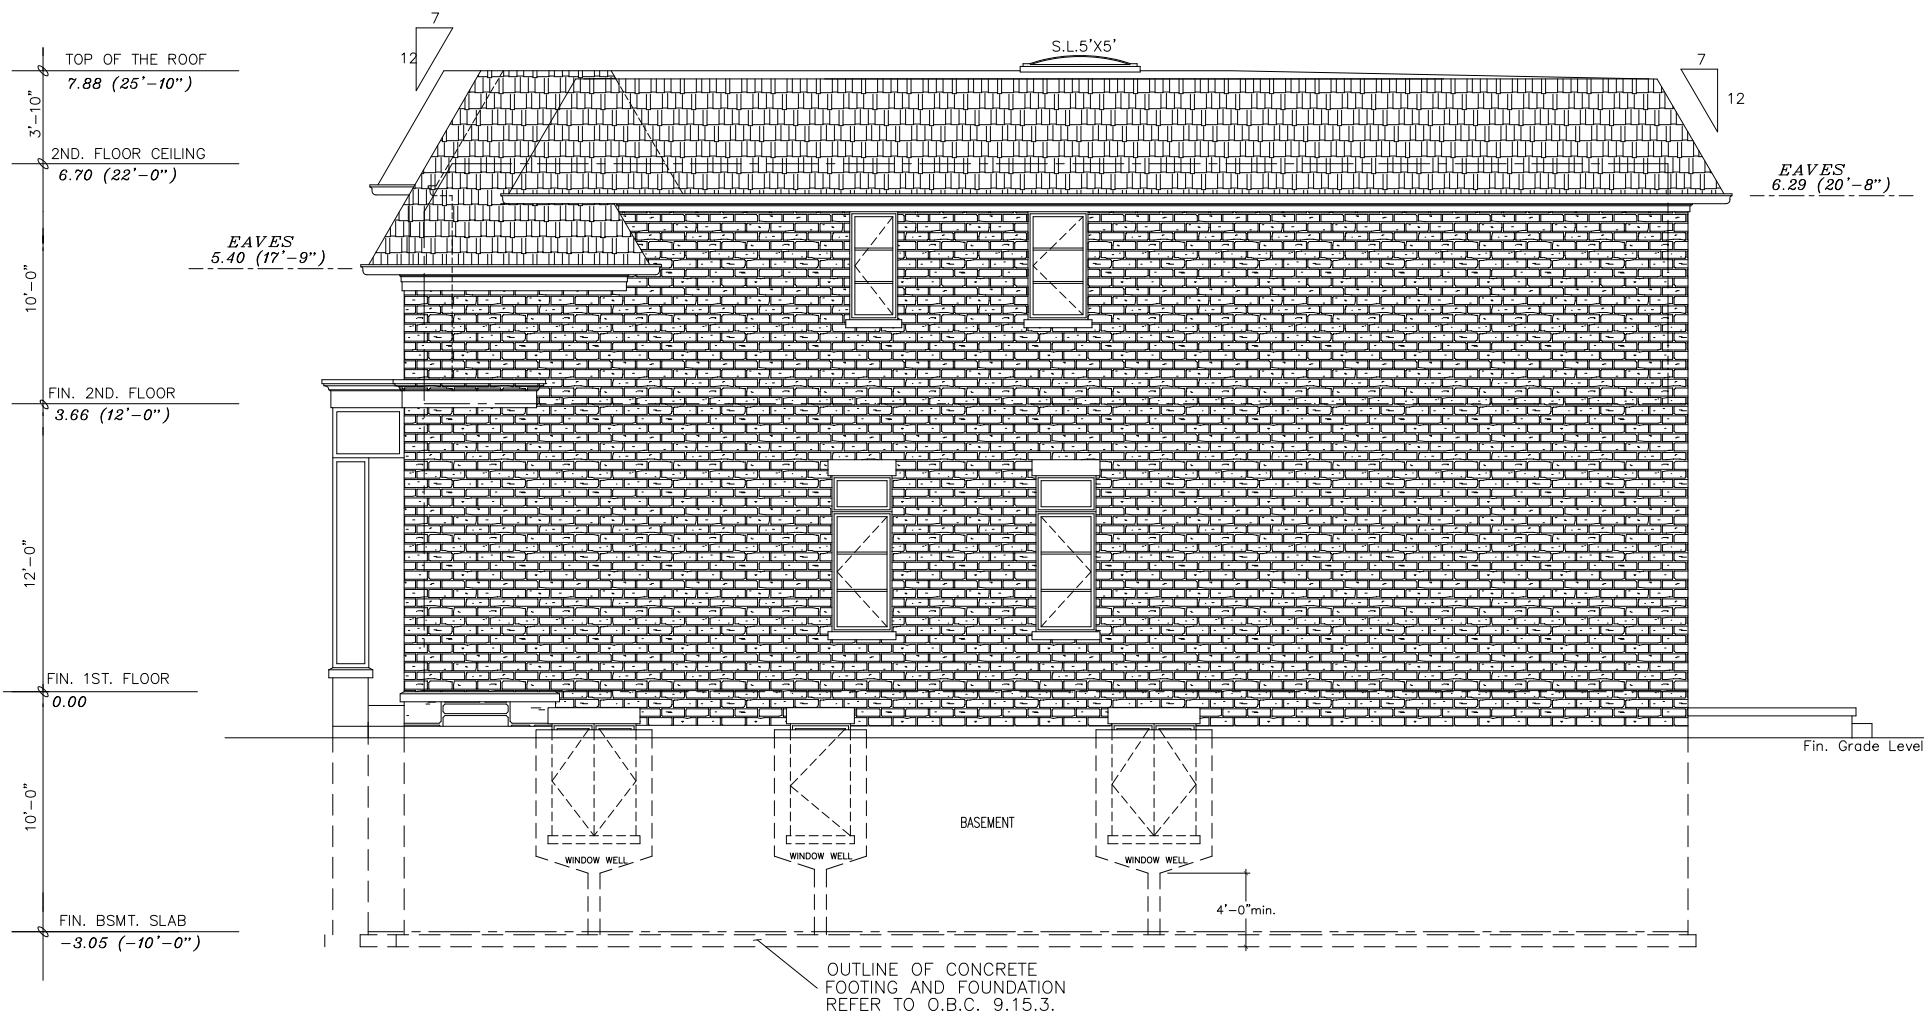 7
12
S.L.5'X5'
7
12
TOP OF THE ROOF
7.88 (25'-10")
3'-10"
2ND. FLOOR CEILING
6.70 (22'-0")
EAVES
6.29 (20'-8")
EAVES
5.40 (17'-9")
10'-0"
FIN. 2ND. FLOOR
3.66 (12'-0")
12'-0"
FIN. 1ST. FLOOR
0.00
Fin. Grade Level
10'-0"
BASEMENT
WINDOW WELL
WINDOW WELL
WINDOW WELL
4'-0"min.
FIN. BSMT. SLAB
-3.05 (-10'-0")
OUTLINE OF CONCRETE
FOOTING AND FOUNDATION
REFER TO O.B.C. 9.15.3.